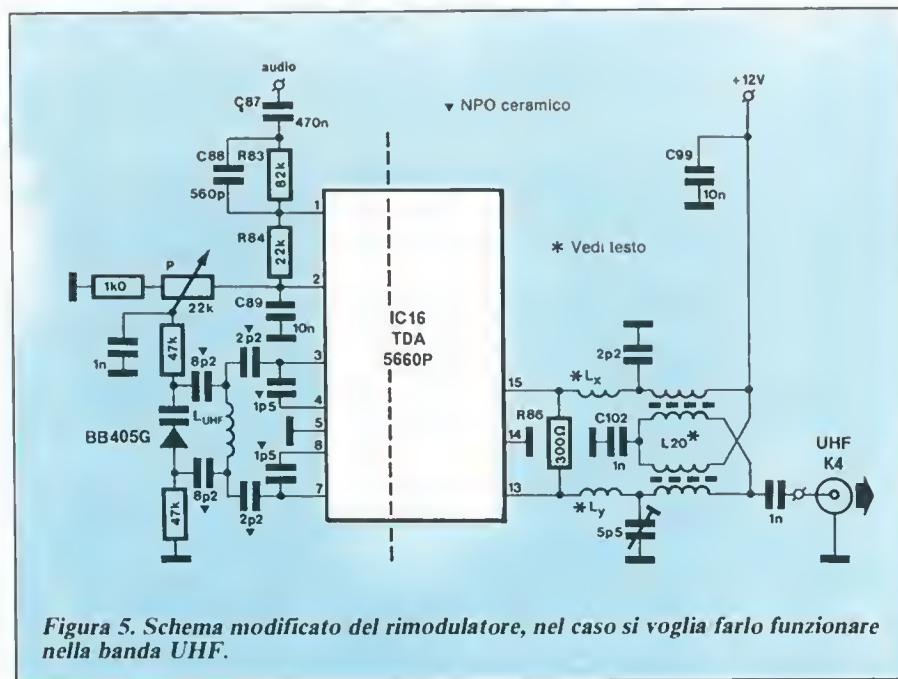 audio
C87
470n
▼ NPO ceramico
+12V
C88
560p
R83
82k
C99
10n
1
R84
22k
* Vedi testo
P
1kΩ
22k
2
C89
10n
1n
47k
8p2
2p2
3
IC16
TDA
5660P
2p2
1p5
4
15
*Lx
LUHF
5
R86
300Ω
C102
1n
14
L20*
BB405G
8
UHF
K4
8p2
1p5
2p2
7
13
*Ly
47k
5p5
1n
Figura 5. Schema modificato del rimodulatore, nel caso si voglia farlo funzionare
nella banda UHF.